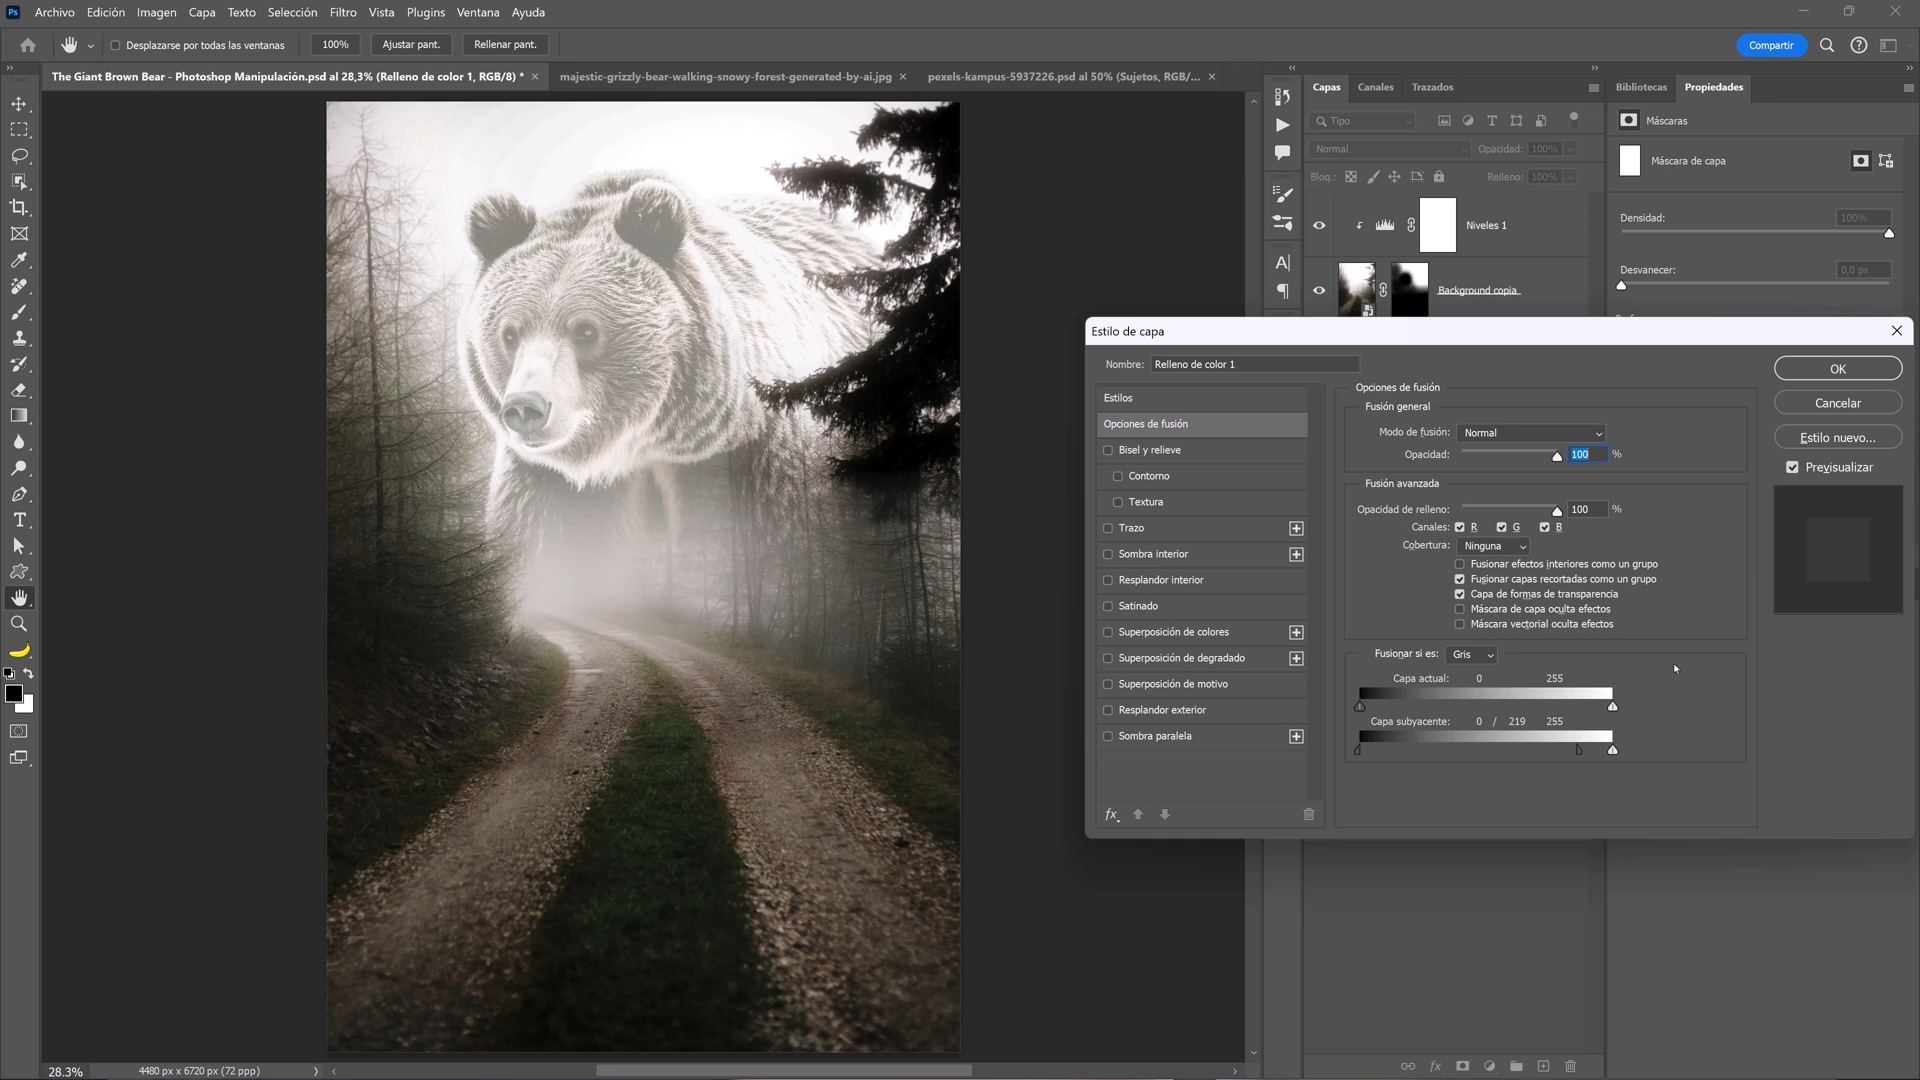 Ps Archivo Edición Imagen Capa Texto Selección Filtro Vista Plugins Ventana Ayuda
Desplazarse por todas las ventanas 100% Ajustar pant. Rellenar pant. Compartir
The Giant Brown Bear - Photoshop Manipulación.psd al 28,3% (Relleno de color 1, RGB/8) *
majestic-grizzly-bear-walking-snowy-forest-generated-by-ai.jpg
pexels-kampus-5937226.psd al 50% (Sujetos, RGB/...
Capas Canales Trazados
Tipo
Normal Opacidad: 100%
Bloq.: Relleno: 100%
Niveles 1
Background copia
Bibliotecas Propiedades
Máscaras
Máscara de capa
Densidad: 100%
Desvanecer: 0,0 px
Estilo de capa
Nombre: Relleno de color 1
Estilos
Opciones de fusión
Bisel y relieve
Contorno
Textura
Trazo
Sombra interior
Resplandor interior
Satinado
Superposición de colores
Superposición de degradado
Superposición de motivo
Resplandor exterior
Sombra paralela
fx
Opciones de fusión
Fusión general
Modo de fusión: Normal
Opacidad: 100 %
Fusión avanzada
Opacidad de relleno: 100 %
Canales: R G B
Cobertura: Ninguna
Fusionar efectos interiores como un grupo
Fusionar capas recortadas como un grupo
Capa de formas de transparencia
Máscara de capa oculta efectos
Máscara vectorial oculta efectos
Fusionar si es: Gris
Capa actual: 0 255
Capa subyacente: 0 / 219 255
OK
Cancelar
Estilo nuevo...
Previsualizar
fx
28.3% 4480 px x 6720 px (72 ppp)